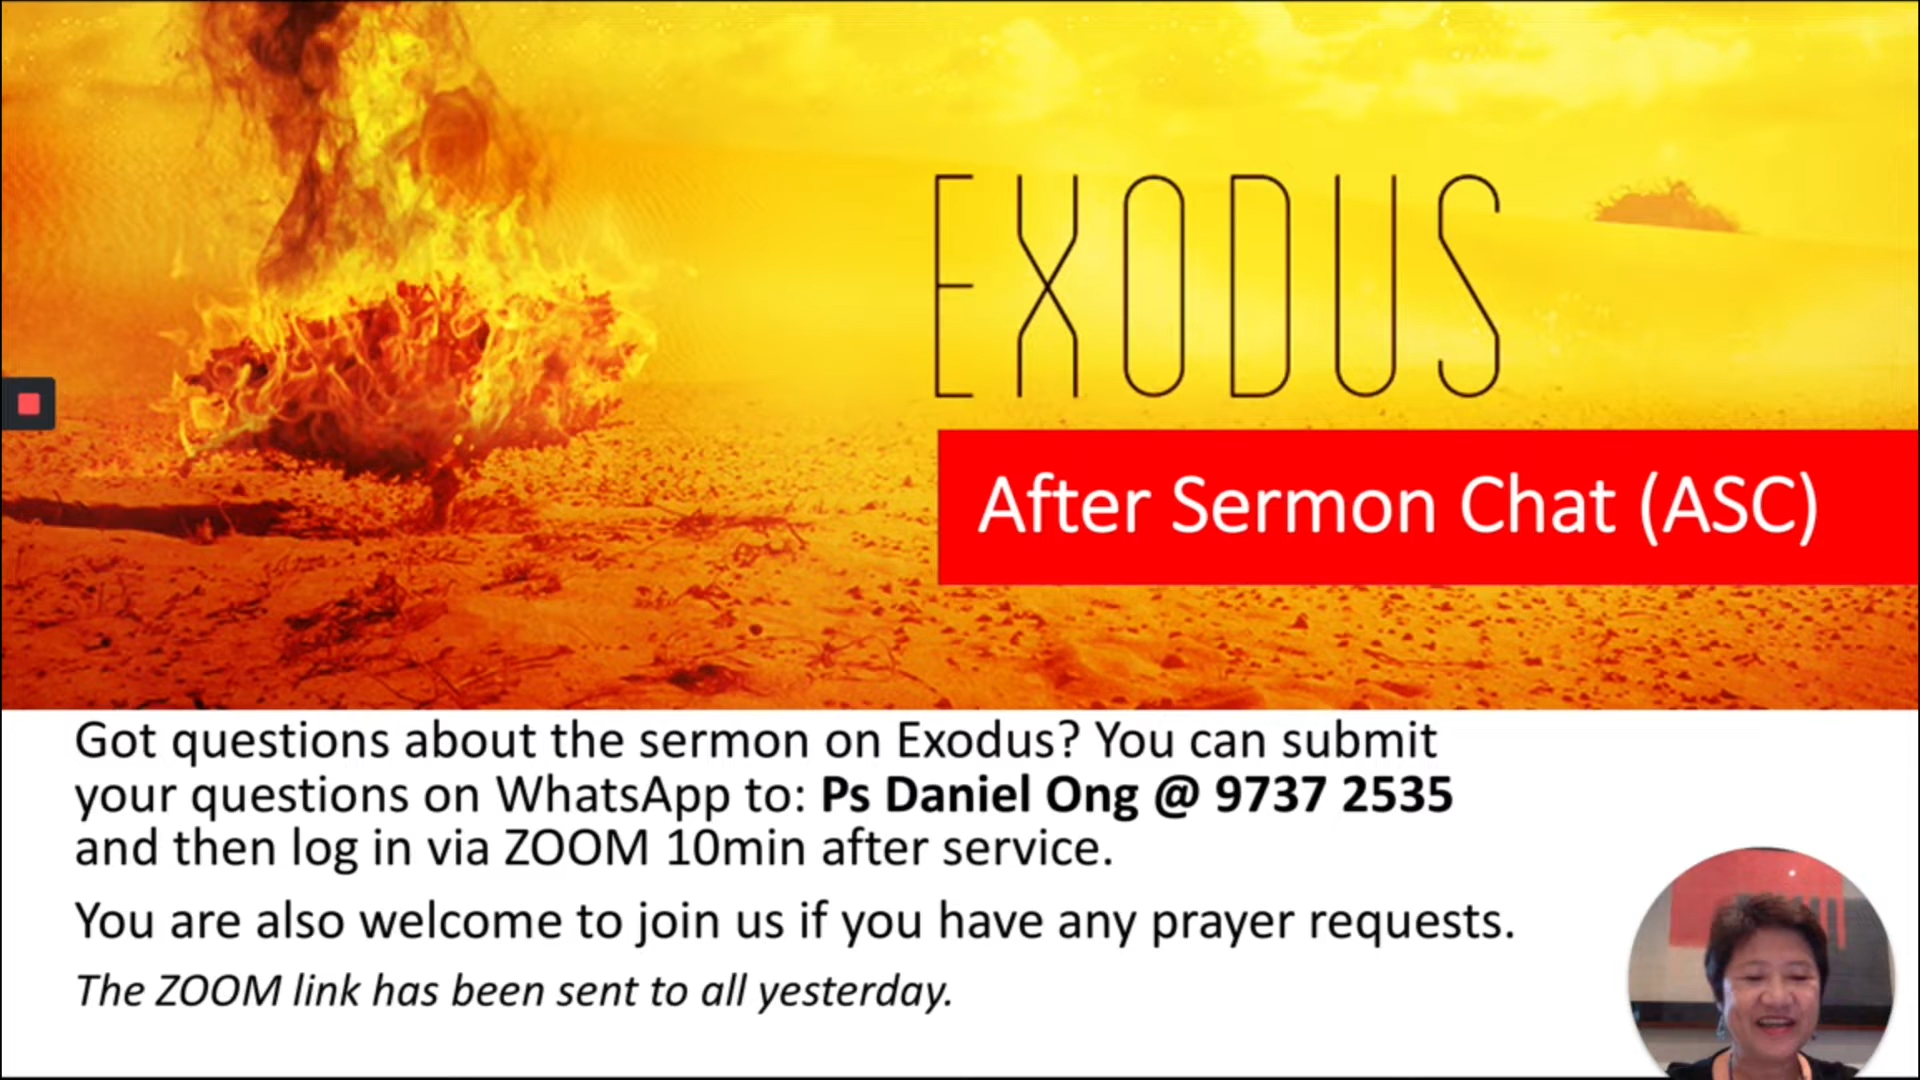 EXODUS
After Sermon Chat (ASC)
Got questions about the sermon on Exodus? You can submit
your questions on WhatsApp to: Ps Daniel Ong @ 9737 2535
and then log in via ZOOM 10min after service.
You are also welcome to join us if you have any prayer requests.
The ZOOM link has been sent to all yesterday.